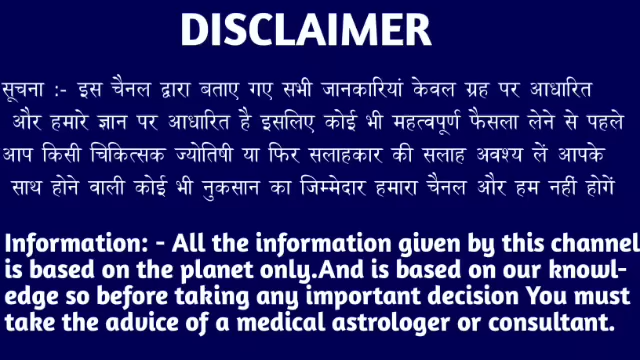 DISCLAIMER
सूचना :- इस चैनल द्वारा बताए गए सभी जानकारियां केवल ग्रह पर आधारित
और हमारे ज्ञान पर आधारित है इसलिए कोई भी महत्वपूर्ण फैसला लेने से पहले
आप किसी चिकित्सक ज्योतिषी या फिर सलाहकार की सलाह अवश्य लें आपके
साथ होने वाली कोई भी नुकसान का जिम्मेदार हमारा चैनल और हम नहीं होगें
Information: - All the information given by this channel
is based on the planet only.And is based on our knowl-
edge so before taking any important decision You must
take the advice of a medical astrologer or consultant.